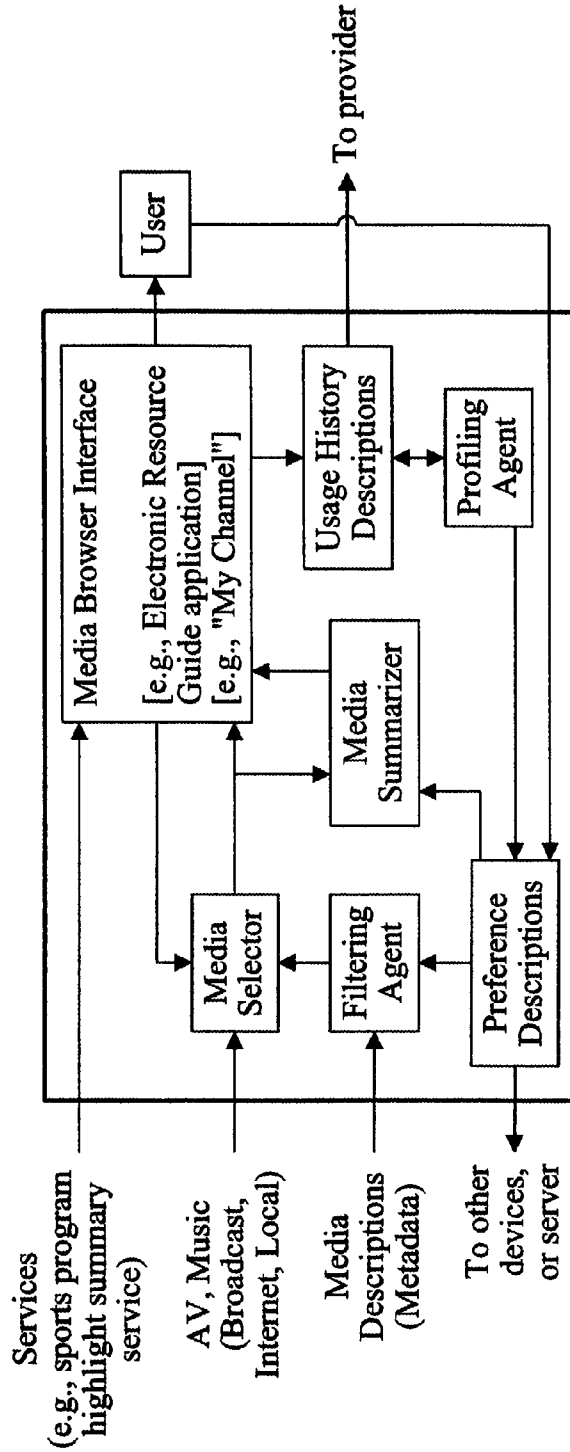 Services
(e.g., sports program
highlight summary
service)
AV, Music
(Broadcast,
Internet, Local)
Media
Descriptions
(Metadata)
To other
devices,
or server
Media Browser Interface
[e.g., Electronic Resource
Guide application]
[e.g., "My Channel"]
Media
Selector
Filtering
Agent
Preference
Descriptions
Media
Summarizer
Usage History
Descriptions
Profiling
Agent
User
To provider